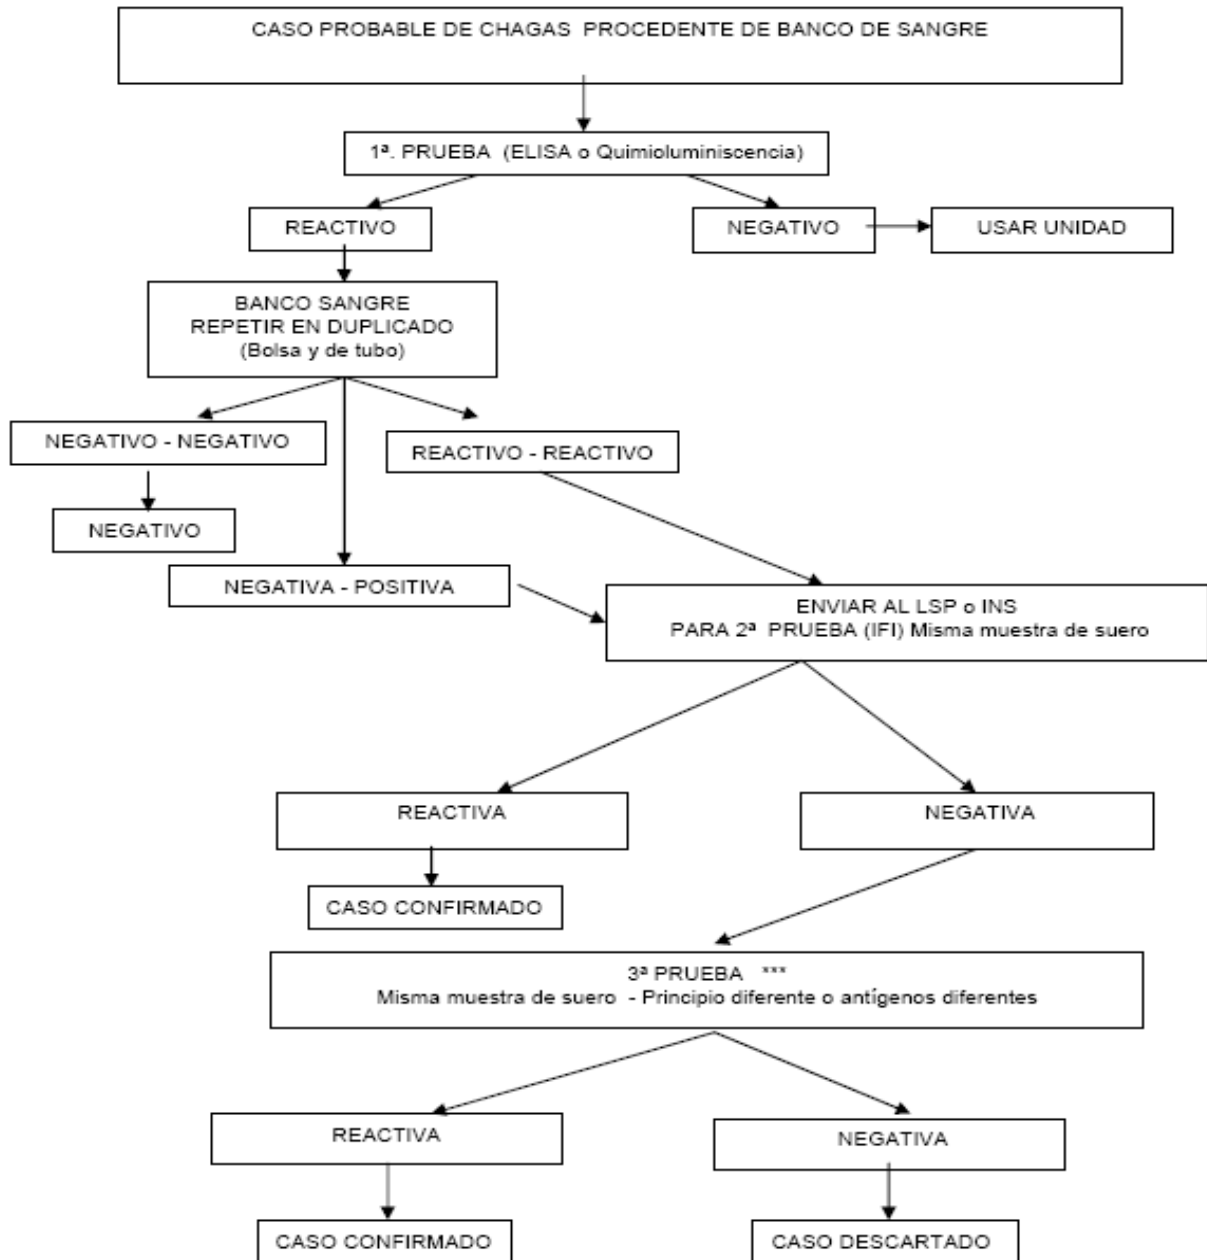 CASO PROBABLE DE CHAGAS PROCEDENTE DE BANCO DE SANGRE
1ª. PRUEBA (ELISA o Quimioluminiscencia)
REACTIVO
NEGATIVO
USAR UNIDAD
BANCO SANGRE
REPETIR EN DUPLICADO
(Bolsa y de tubo)
NEGATIVO - NEGATIVO
REACTIVO - REACTIVO
NEGATIVO
NEGATIVA - POSITIVA
ENVIAR AL LSP o INS
PARA 2ª PRUEBA (IFI) Misma muestra de suero
REACTIVA
NEGATIVA
CASO CONFIRMADO
3ª PRUEBA ***
Misma muestra de suero - Principio diferente o antígenos diferentes
REACTIVA
NEGATIVA
CASO CONFIRMADO
CASO DESCARTADO